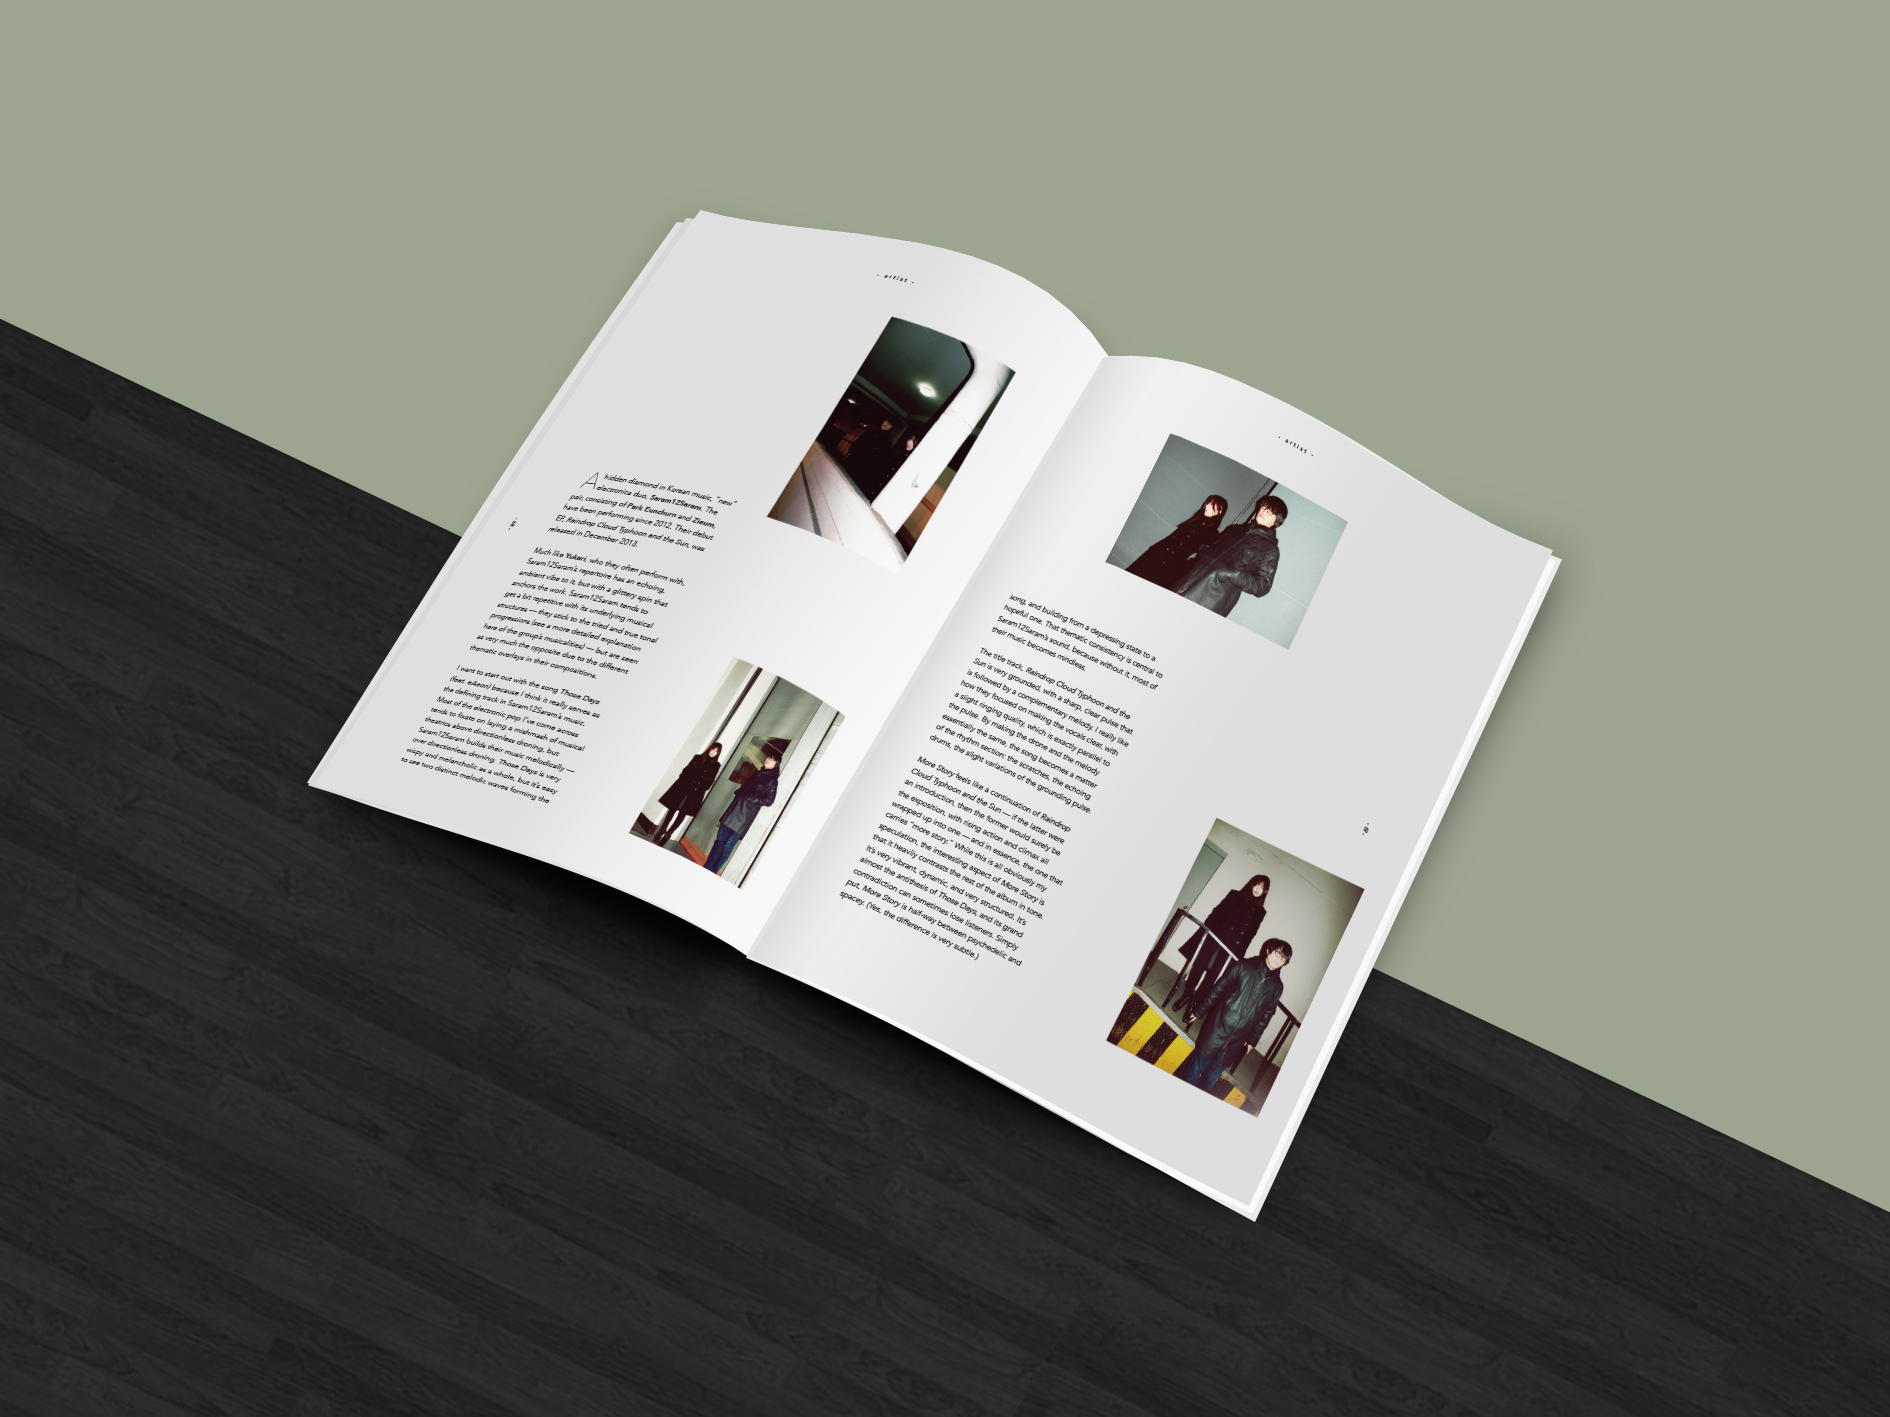 - artist -
A hidden diamond in Korean music, "new"
electronica duo, Saram12Saram. The
pair, consisting of Park Eunchurn and Zieum,
have been performing since 2012. Their debut
EP, Raindrop Cloud Typhoon and the Sun, was
released in December 2013.
Much like Yukari, who they often perform with,
Saram12Saram's repertoire has an echoing,
ambient vibe to it, but with a glittery spin that
anchors the work. Saram12Saram tends to
get a bit repetitive with its underlying musical
structures — they stick to the tried and true tonal
progressions (see a more detailed explanation
here of the group's musicalities) — but are seen
as very much the opposite due to the different
thematic overlays in their compositions.
I want to start out with the song Those Days
(feat. eAeon) because I think it really serves as
the defining track in Saram12Saram's music.
Most of the electronic pop I've come across
tends to fixate on laying a mishmash of musical
theatrics above directionless droning, but
Saram12Saram builds their music melodically —
over directionless droning. Those Days is very
wispy and melancholic as a whole, but it's easy
to see two distinct melodic waves forming the
- artist -
song, and building from a depressing state to a
hopeful one. That thematic consistency is central to
Saram12Saram's sound, because without it, most of
their music becomes mindless.
The title track, Raindrop Cloud Typhoon and the
Sun is very grounded, with a sharp, clear pulse that
is followed by a complementary melody. I really like
how they focused on making the vocals clear, with
a slight ringing quality, which is exactly parallel to
the pulse. By making the drone and the melody
essentially the same, the song becomes a matter
of the rhythm section: the scratches, the echoing
drums, the slight variations of the grounding pulse.
More Story feels like a continuation of Raindrop
Cloud Typhoon and the Sun — if the latter were
an introduction, then the former would surely be
the exposition, with rising action and climax all
wrapped up into one — and in essence, the one that
carries "more story." While this is all obviously my
speculation, the interesting aspect of More Story is
that it heavily contrasts the rest of the album in tone.
It's very vibrant, dynamic, and very structured. It's
almost the antithesis of Those Days, and its grand
contradiction can sometimes lose listeners. Simply
put, More Story is half-way between psychedelic and
spacey. (Yes, the difference is very subtle.)